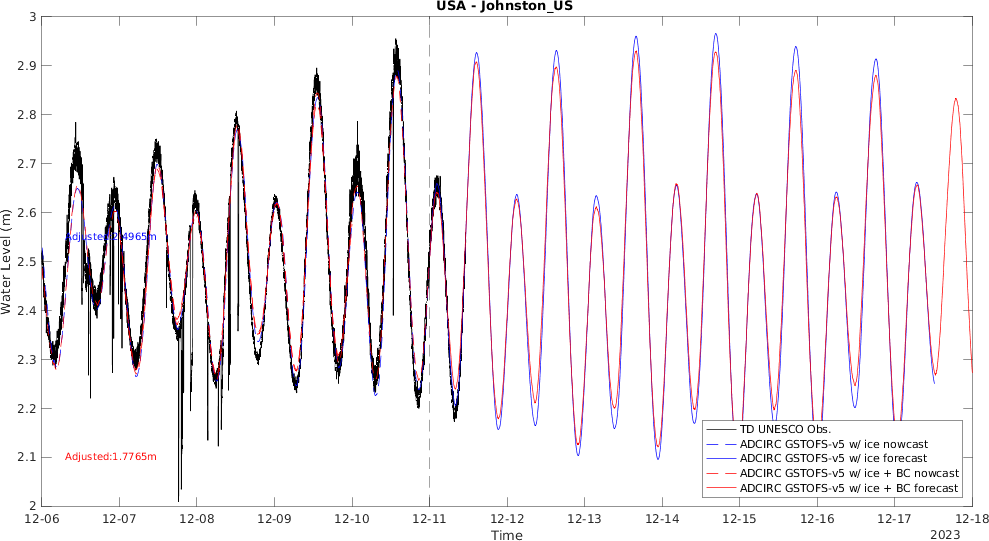 USA - Johnston_US
3
2.9
2.8
2.7
2.6
2.5
2.4
2.3
2.2
2.1
2
Water Level (m)
Adjusted:2.4965m
Adjusted:1.7765m
TD UNESCO Obs.
ADCIRC GSTOFS-v5 w/ ice nowcast
ADCIRC GSTOFS-v5 w/ ice forecast
ADCIRC GSTOFS-v5 w/ ice + BC nowcast
ADCIRC GSTOFS-v5 w/ ice + BC forecast
12-06 12-07 12-08 12-09 12-10 12-11 12-12 12-13 12-14 12-15 12-16 12-17 12-18
Time
2023